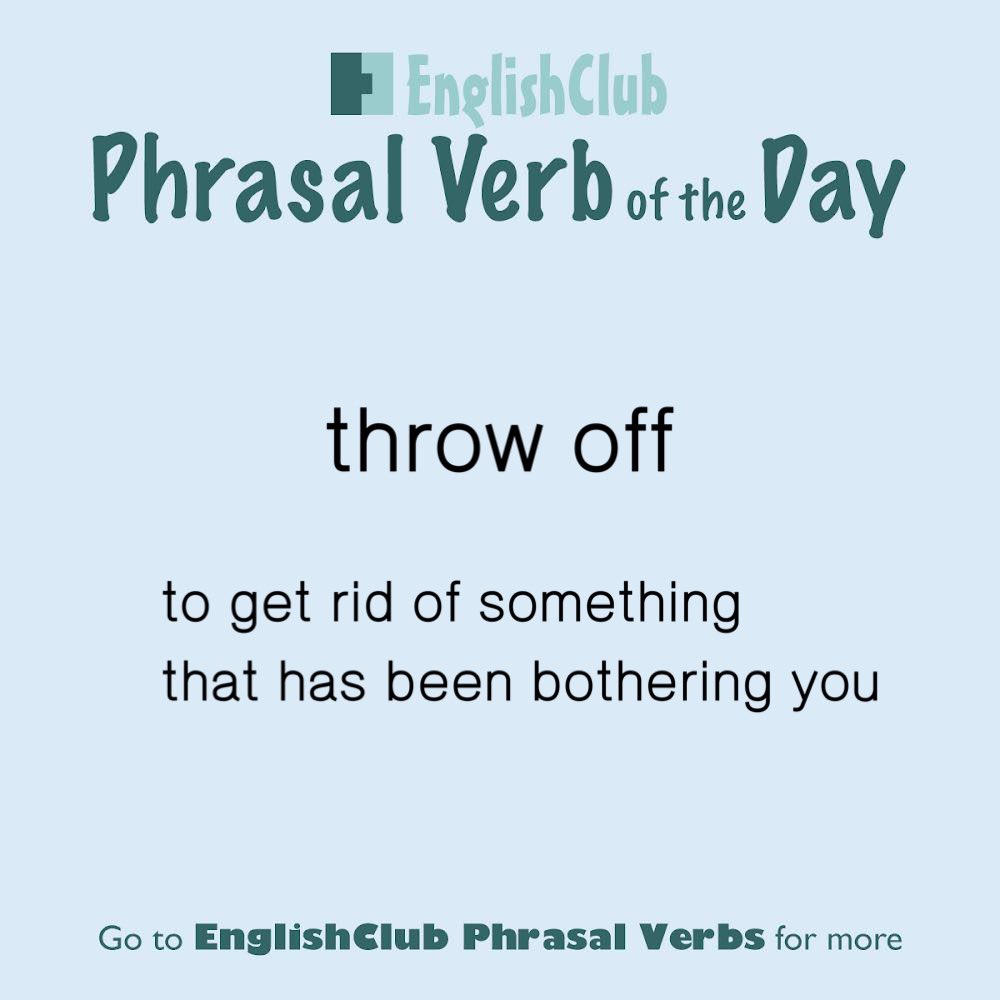 EnglishClub
Phrasal Verb of the Day
throw off
to get rid of something
that has been bothering you
Go to EnglishClub Phrasal Verbs for more